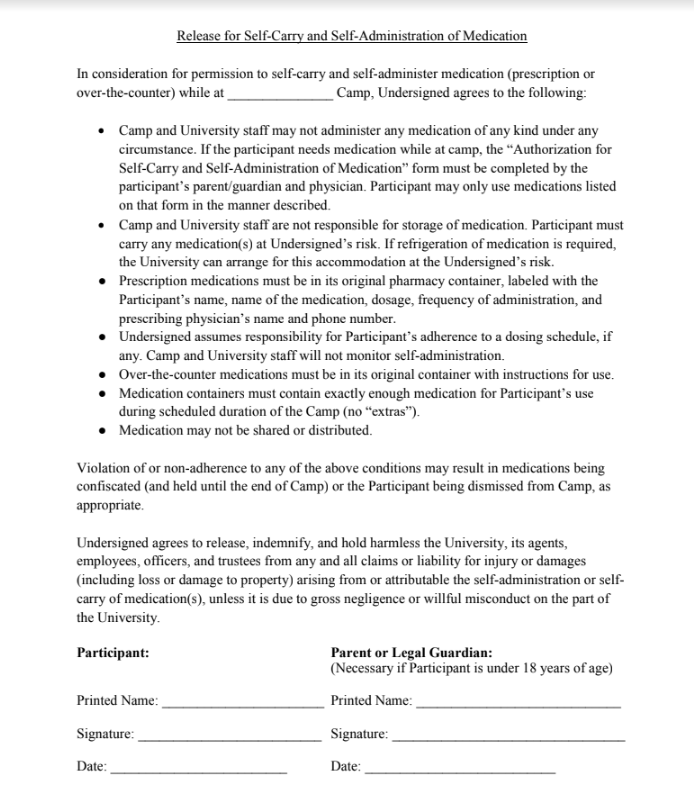 Release for Self-Carry and Self-Administration of Medication
In consideration for permission to self-carry and self-administer medication (prescription or
over-the-counter) while at _______________ Camp, Undersigned agrees to the following:
● Camp and University staff may not administer any medication of any kind under any
circumstance. If the participant needs medication while at camp, the “Authorization for
Self-Carry and Self-Administration of Medication” form must be completed by the
participant’s parent/guardian and physician. Participant may only use medications listed
on that form in the manner described.
● Camp and University staff are not responsible for storage of medication. Participant must
carry any medication(s) at Undersigned’s risk. If refrigeration of medication is required,
the University can arrange for this accommodation at the Undersigned’s risk.
● Prescription medications must be in its original pharmacy container, labeled with the
Participant’s name, name of the medication, dosage, frequency of administration, and
prescribing physician’s name and phone number.
● Undersigned assumes responsibility for Participant’s adherence to a dosing schedule, if
any. Camp and University staff will not monitor self-administration.
● Over-the-counter medications must be in its original container with instructions for use.
● Medication containers must contain exactly enough medication for Participant’s use
during scheduled duration of the Camp (no “extras”).
● Medication may not be shared or distributed.
Violation of or non-adherence to any of the above conditions may result in medications being
confiscated (and held until the end of Camp) or the Participant being dismissed from Camp, as
appropriate.
Undersigned agrees to release, indemnify, and hold harmless the University, its agents,
employees, officers, and trustees from any and all claims or liability for injury or damages
(including loss or damage to property) arising from or attributable the self-administration or self-
carry of medication(s), unless it is due to gross negligence or willful misconduct on the part of
the University.
Participant: Parent or Legal Guardian:
(Necessary if Participant is under 18 years of age)
Printed Name: _______________________ Printed Name: _____________________________
Signature: __________________________ Signature: _________________________________
Date: _________________________ Date: ___________________________